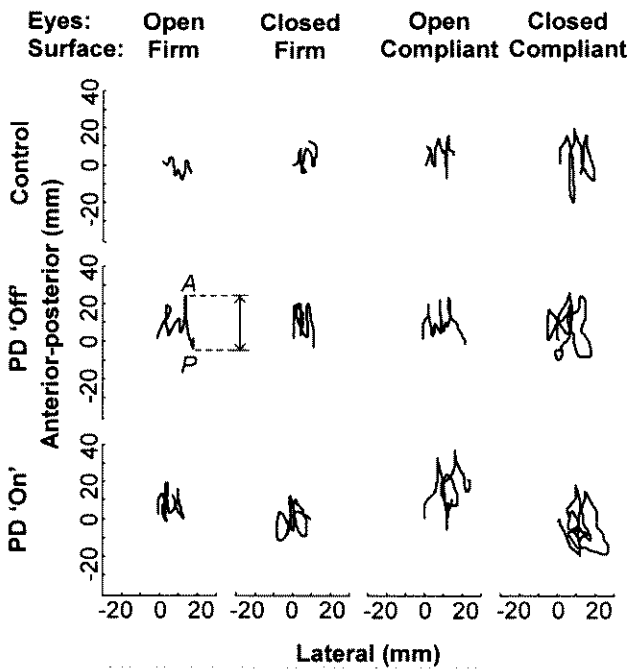 Eyes: Open Closed Open Closed
Surface: Firm Firm Compliant Compliant
Anterior-posterior (mm)
Control
40
20
0
-20
PD 'Off'
40
20
0
-20
A
P
PD 'On'
40
20
0
-20
-20 0 20 -20 0 20 -20 0 20 -20 0 20
Lateral (mm)